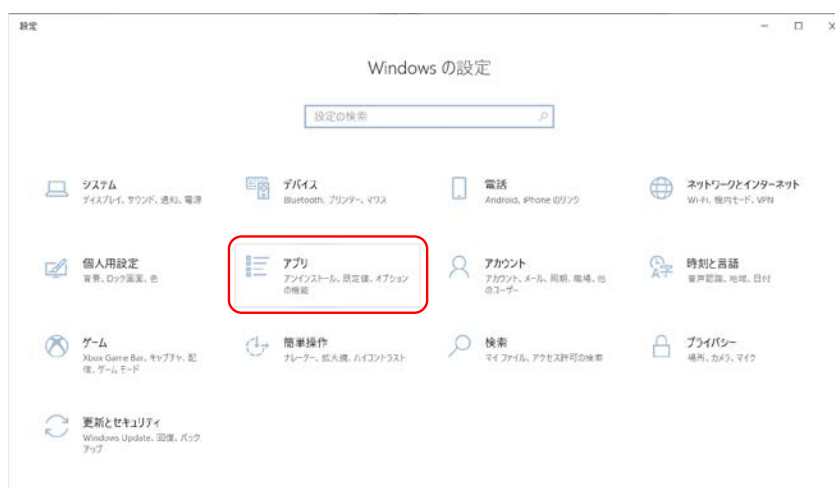 設定
Windows の設定
設定の検索
システム
ディスプレイ、サウンド、通知、電源
デバイス
Bluetooth、プリンター、マウス
電話
Android、iPhone のリンク
ネットワークとインターネット
Wi-Fi、機内モード、VPN
個人用設定
背景、ロック画面、色
アプリ
アンインストール、既定値、オプション
の機能
アカウント
アカウント、メール、同期、職場、他
のユーザー
時刻と言語
音声認識、地域、日付
ゲーム
Xbox Game Bar、キャプチャ、配
信、ゲーム モード
簡単操作
ナレーター、拡大鏡、ハイコントラスト
検索
マイ ファイル、アクセス許可の検索
プライバシー
場所、カメラ、マイク
更新とセキュリティ
Windows Update、回復、バック
アップ